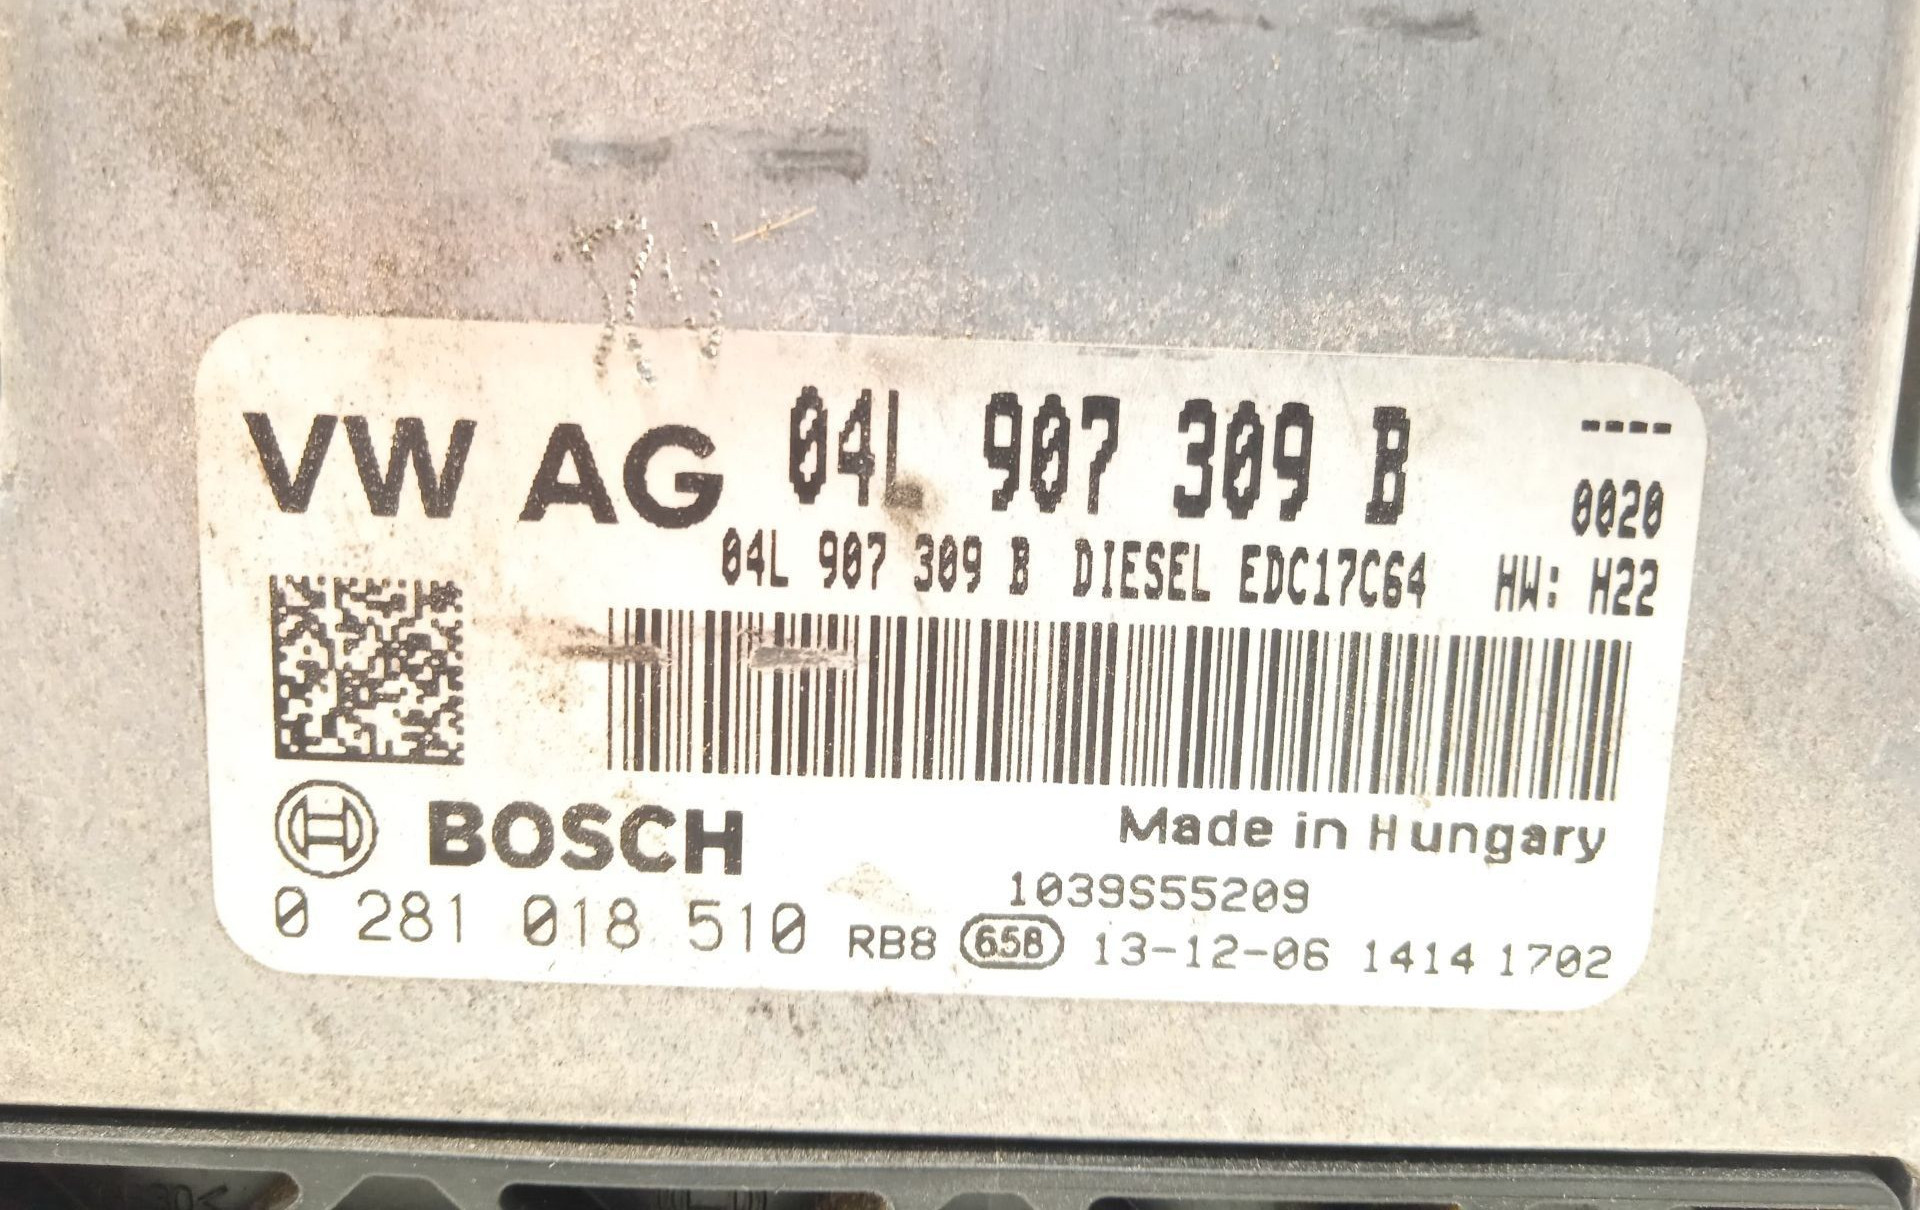 VW AG 04L 907 309 B ----
0020
04L 907 309 B DIESEL EDC17C64 HW: H22
BOSCH Made in Hungary
1039S55209
0 281 018 510 RB8 658 13-12-06 1414 1702